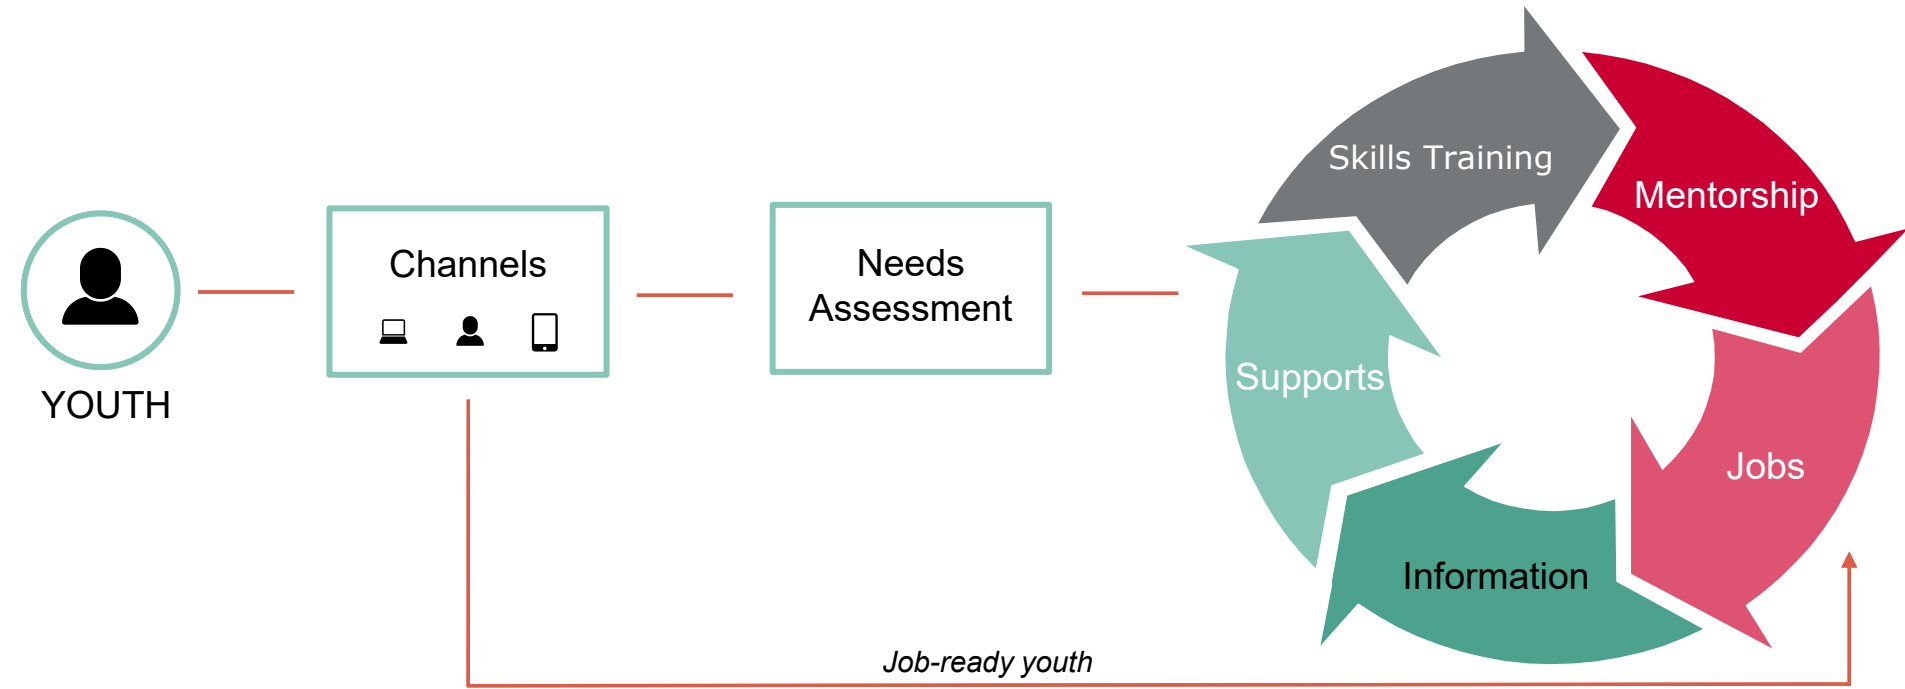 YOUTH
Channels
Needs
Assessment
Skills Training
Mentorship
Jobs
Information
Supports
Job-ready youth